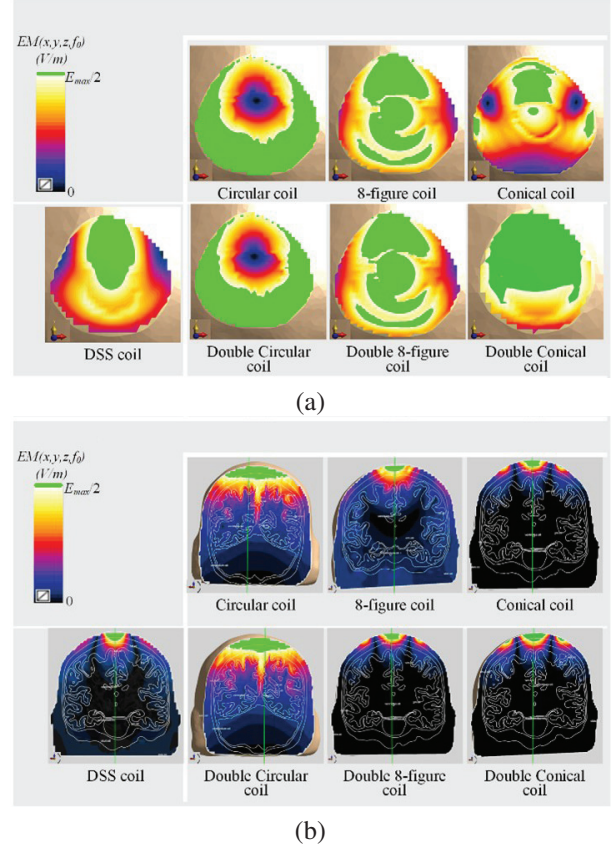 EM(x,y,z,f0)
(V/m)
Emax/2
0
Circular coil
8-figure coil
Conical coil
DSS coil
Double Circular
coil
Double 8-figure
coil
Double Conical
coil
(a)
EM(x,y,z,f0)
(V/m)
Emax/2
0
Circular coil
8-figure coil
Conical coil
DSS coil
Double Circular
coil
Double 8-figure
coil
Double Conical
coil
(b)